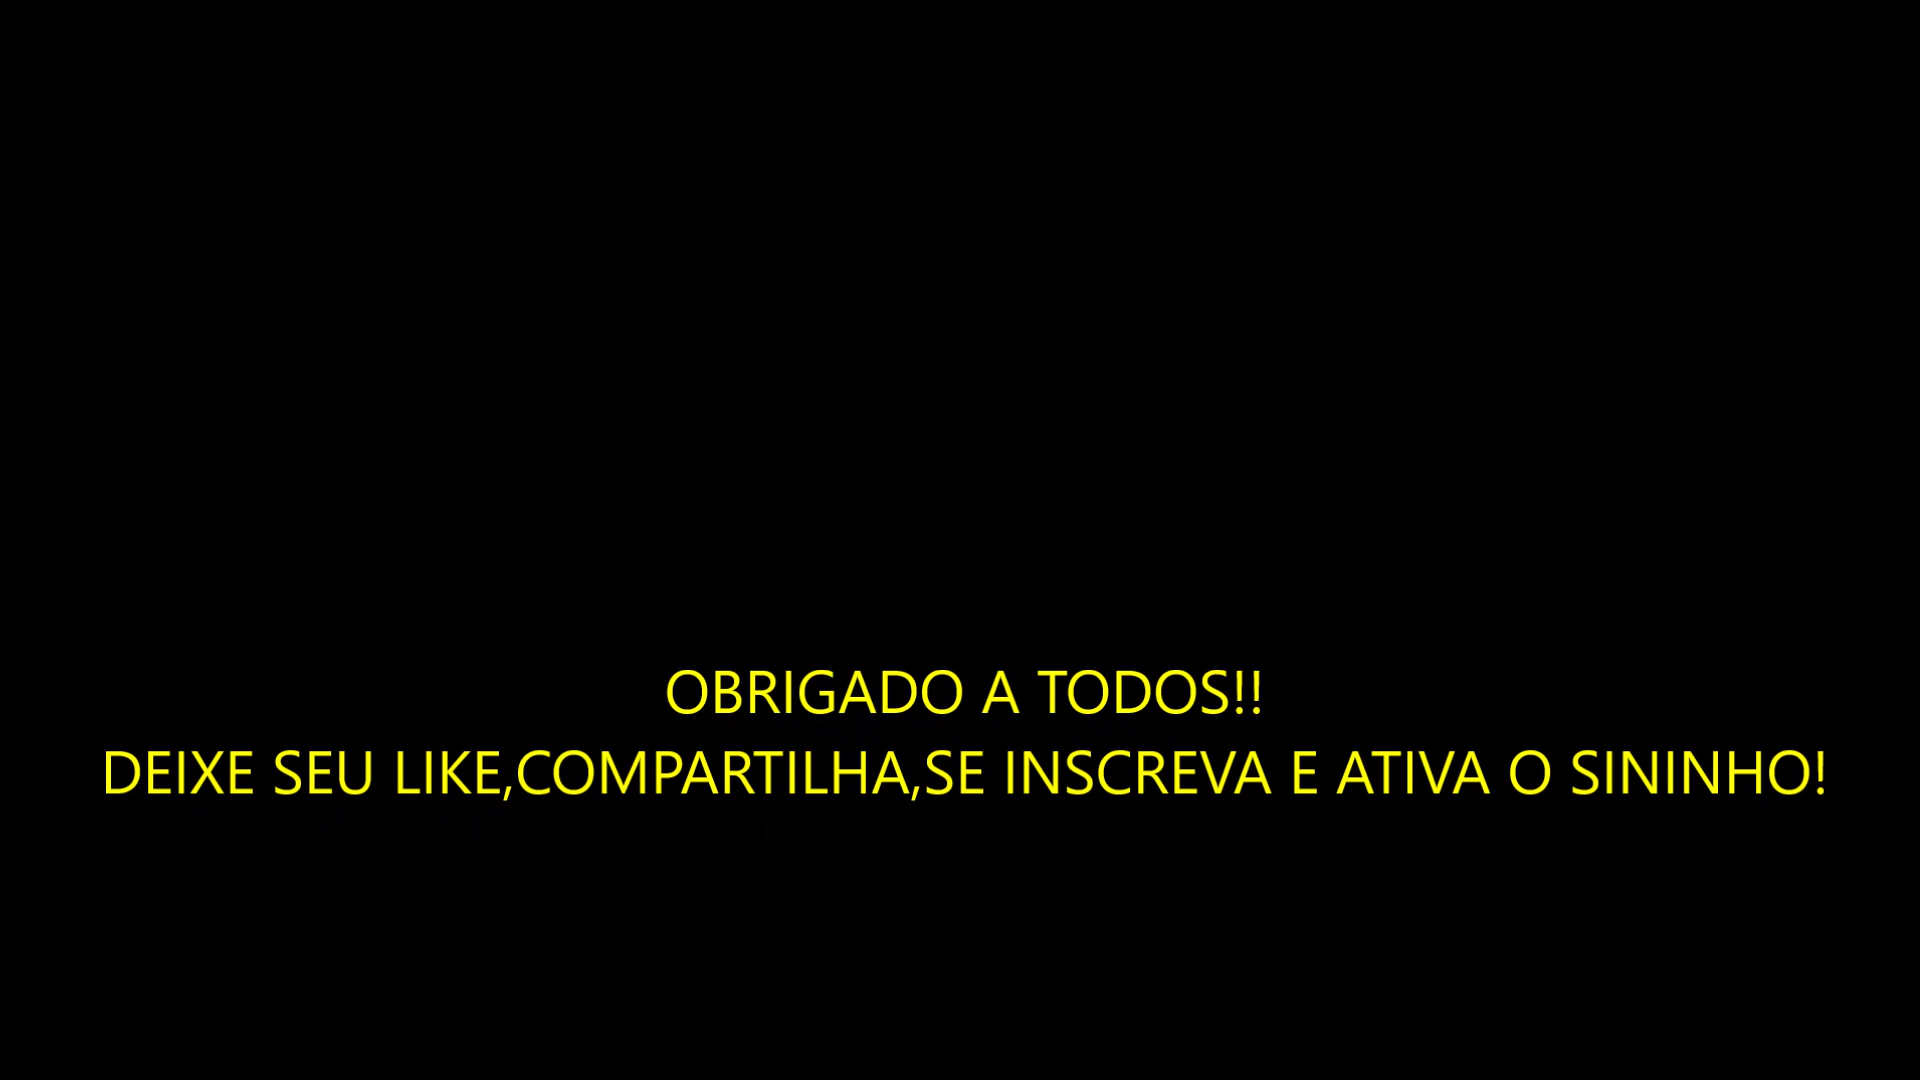 OBRIGADO A TODOS!!
DEIXE SEU LIKE,COMPARTILHA,SE INSCREVA E ATIVA O SININHO!